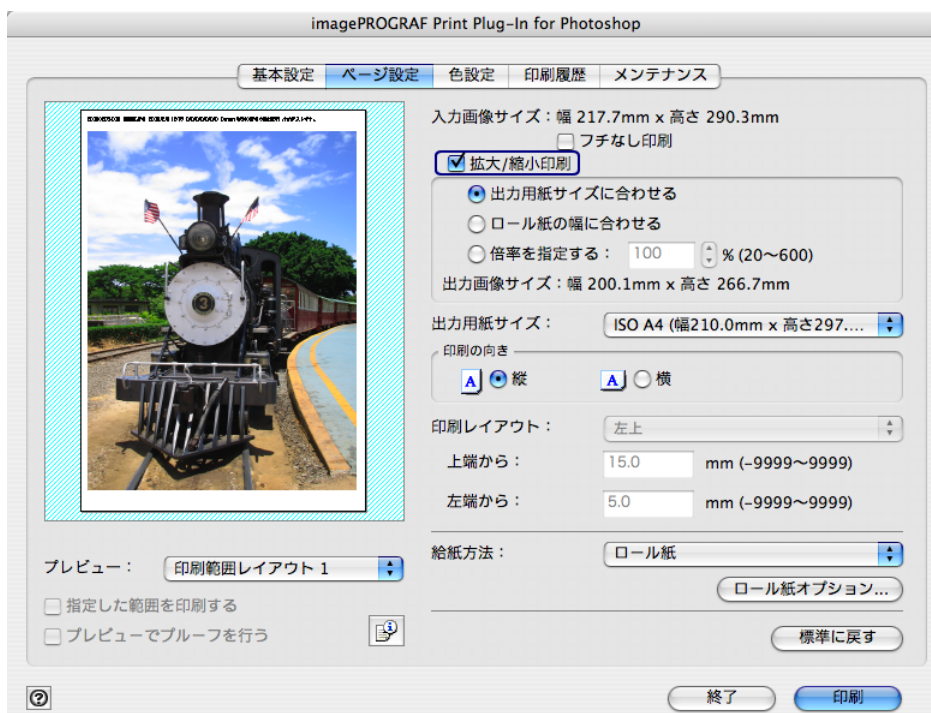 imagePROGRAF Print Plug-In for Photoshop
基本設定 ページ設定 色設定 印刷履歴 メンテナンス
入力画像サイズ：幅 217.7mm x 高さ 290.3mm
フチなし印刷
拡大/縮小印刷
出力用紙サイズに合わせる
ロール紙の幅に合わせる
倍率を指定する： 100 % (20～600)
出力画像サイズ：幅 200.1mm x 高さ 266.7mm
出力用紙サイズ： ISO A4 (幅210.0mm x 高さ297....
印刷の向き
A 縦 A 横
印刷レイアウト： 左上
上端から： 15.0 mm (-9999～9999)
左端から： 5.0 mm (-9999～9999)
給紙方法： ロール紙
ロール紙オプション...
3
プレビュー： 印刷範囲レイアウト 1
指定した範囲を印刷する
プレビューでプルーフを行う
標準に戻す
? 終了 印刷